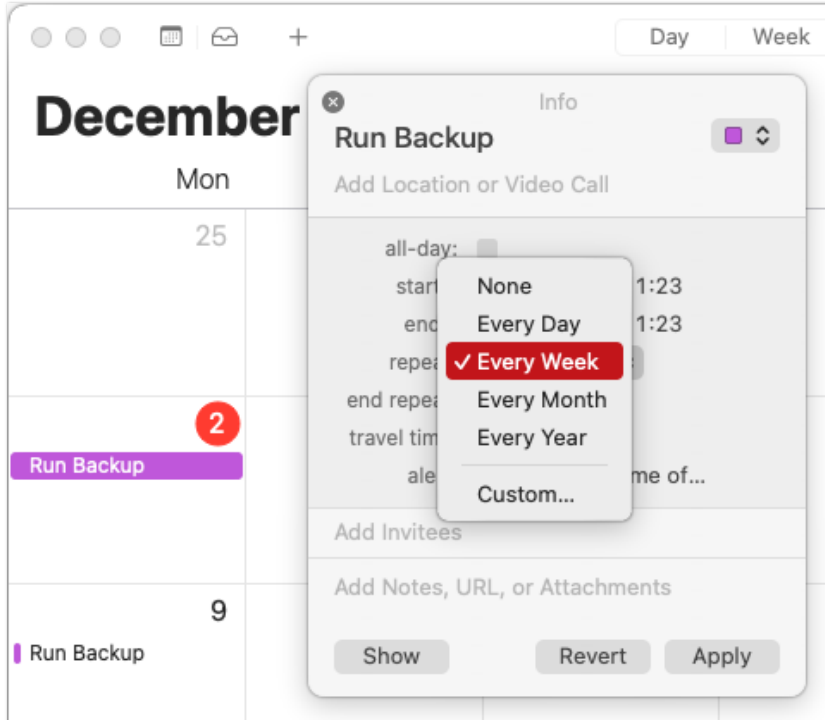 Day Week
December
Mon
25
2
Run Backup
9
Run Backup
Info
Run Backup
Add Location or Video Call
all-day:
start
1:23
end
1:23
repea
end repea
travel tim
ale
me of...
None
Every Day
✓ Every Week
Every Month
Every Year
Custom...
Add Invitees
Add Notes, URL, or Attachments
Show Revert Apply